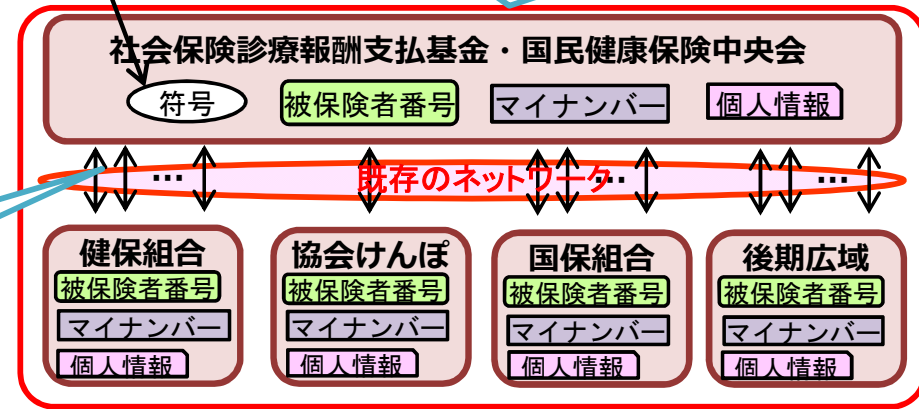 社会保険診療報酬支払基金・国民健康保険中央会
符号 被保険者番号 マイナンバー 個人情報
… 既存のネットワーク … …
健保組合 協会けんぽ 国保組合 後期広域
被保険者番号 被保険者番号 被保険者番号 被保険者番号
マイナンバー マイナンバー マイナンバー マイナンバー
個人情報 個人情報 個人情報 個人情報